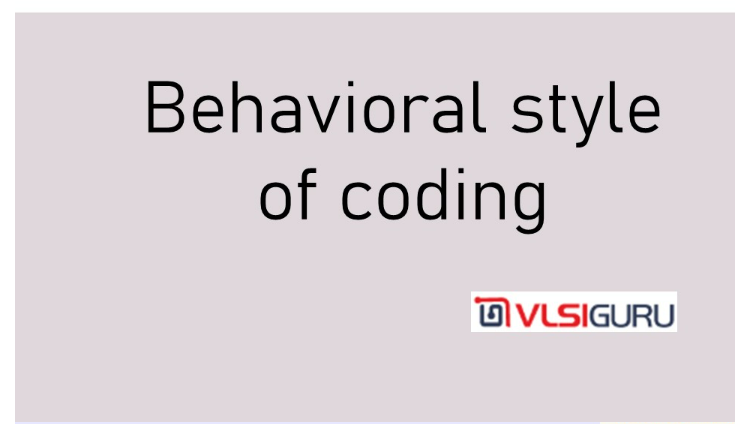 Behavioral style
of coding
VLSIGURU